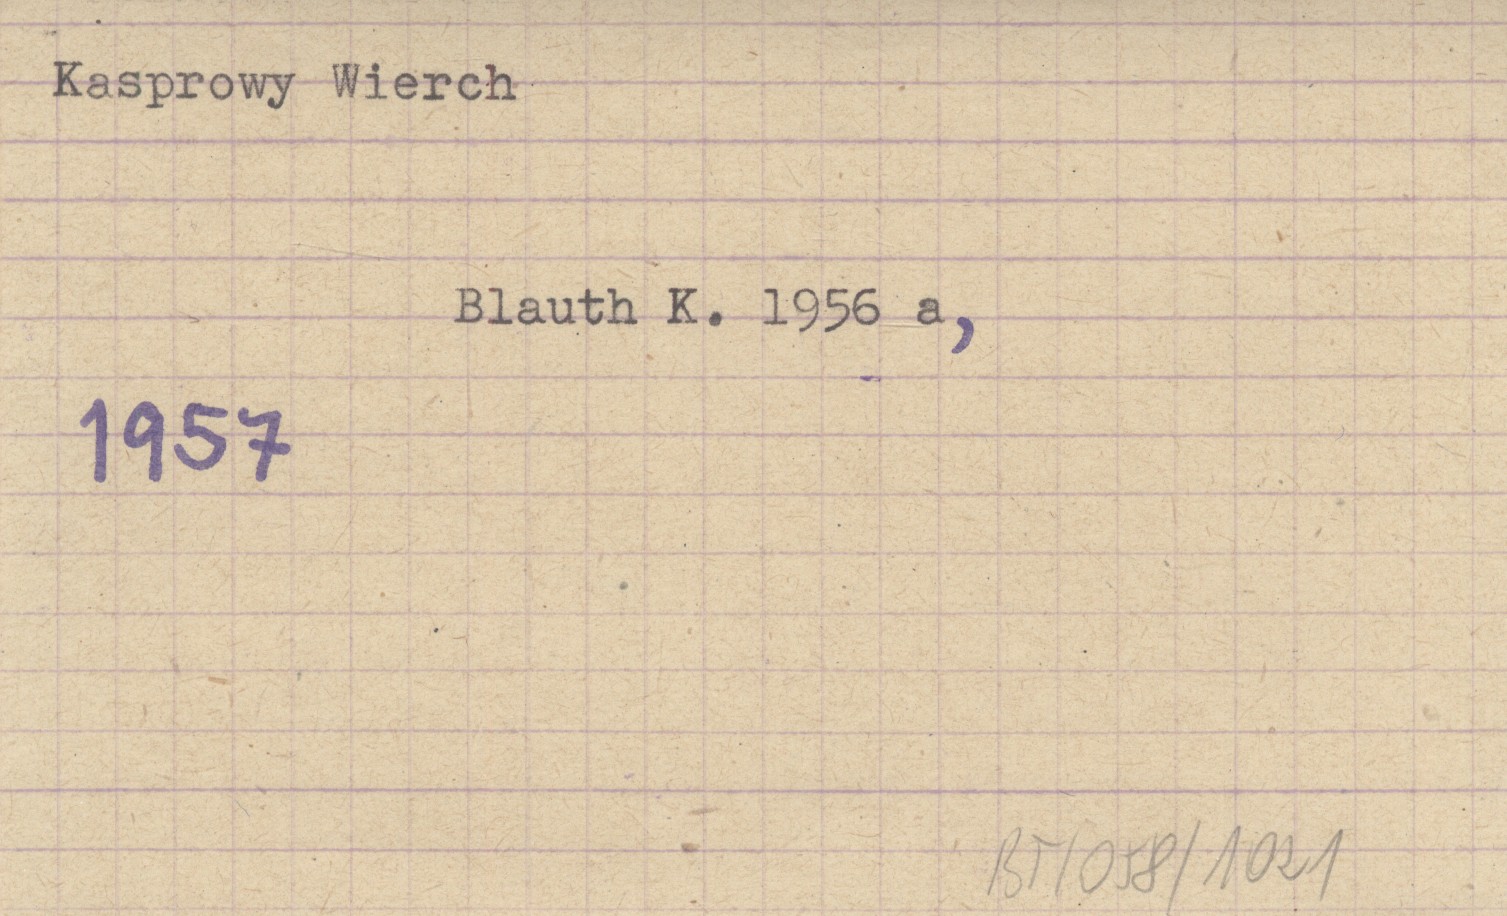 Kasprowy Wierch
Blauth K. 1956 a,
1957
BT/058/1021